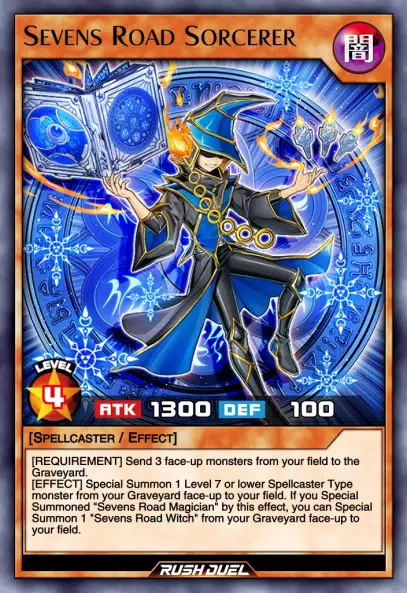 SEVENS ROAD SORCERER
闇
LEVEL
4
ATK 1300 DEF 100
[SPELLCASTER / EFFECT]
[REQUIREMENT] Send 3 face-up monsters from your field to the
Graveyard.
[EFFECT] Special Summon 1 Level 7 or lower Spellcaster Type
monster from your Graveyard face-up to your field. If you Special
Summoned "Sevens Road Magician" by this effect, you can Special
Summon 1 "Sevens Road Witch" from your Graveyard face-up to
your field.
RUSH DUEL